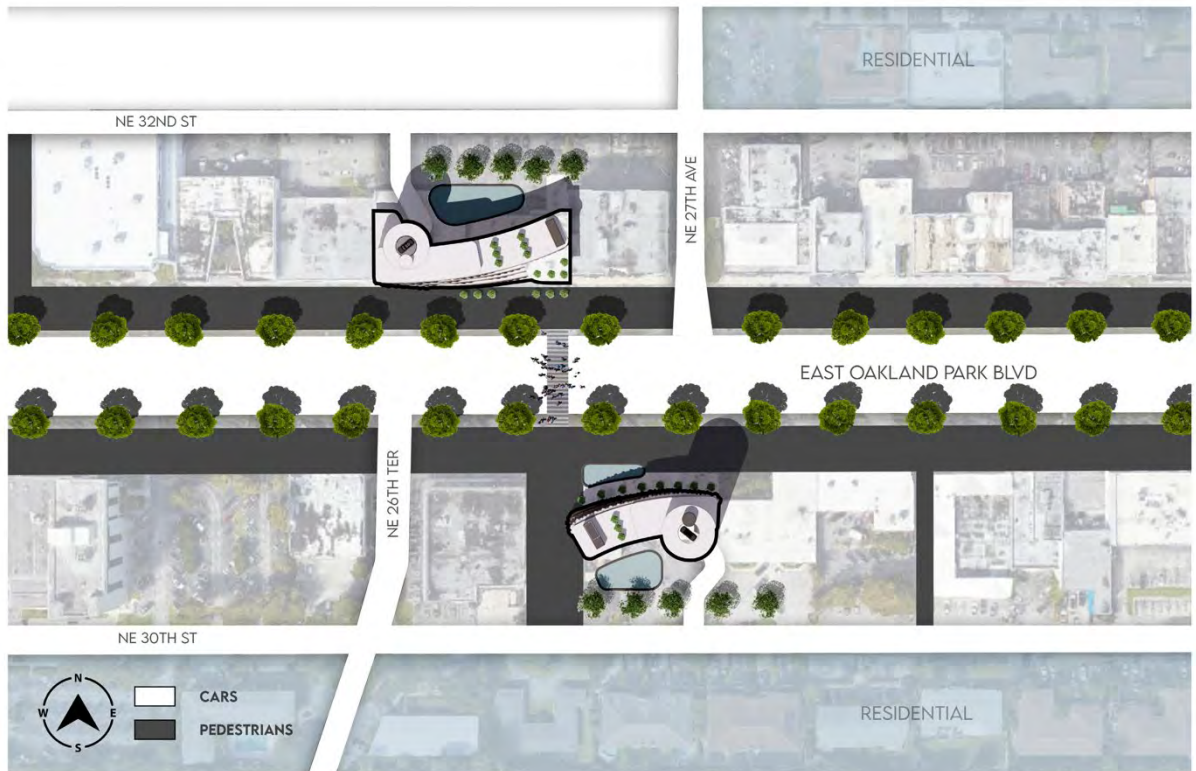 RESIDENTIAL
NE 32ND ST
NE 27TH AVE
EAST OAKLAND PARK BLVD
NE 26TH TER
NE 30TH ST
N
W
E
S
CARS
PEDESTRIANS
RESIDENTIAL